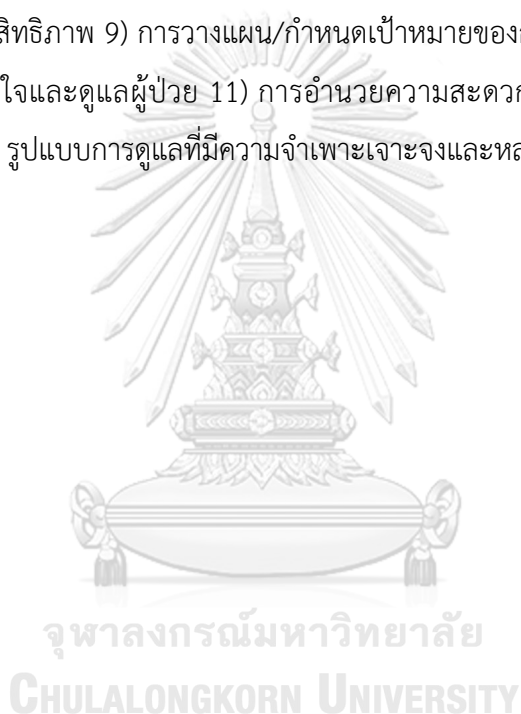 สิทธิภาพ 9) การวางแผน/กำหนดเป้าหมายของ
ใจและดูแลผู้ป่วย 11) การอำนวยความสะดวก
รูปแบบการดูแลที่มีความจำเพาะเจาะจงและหล
จุฬาลงกรณ์มหาวิทยาลัย
CHULALONGKORN UNIVERSITY